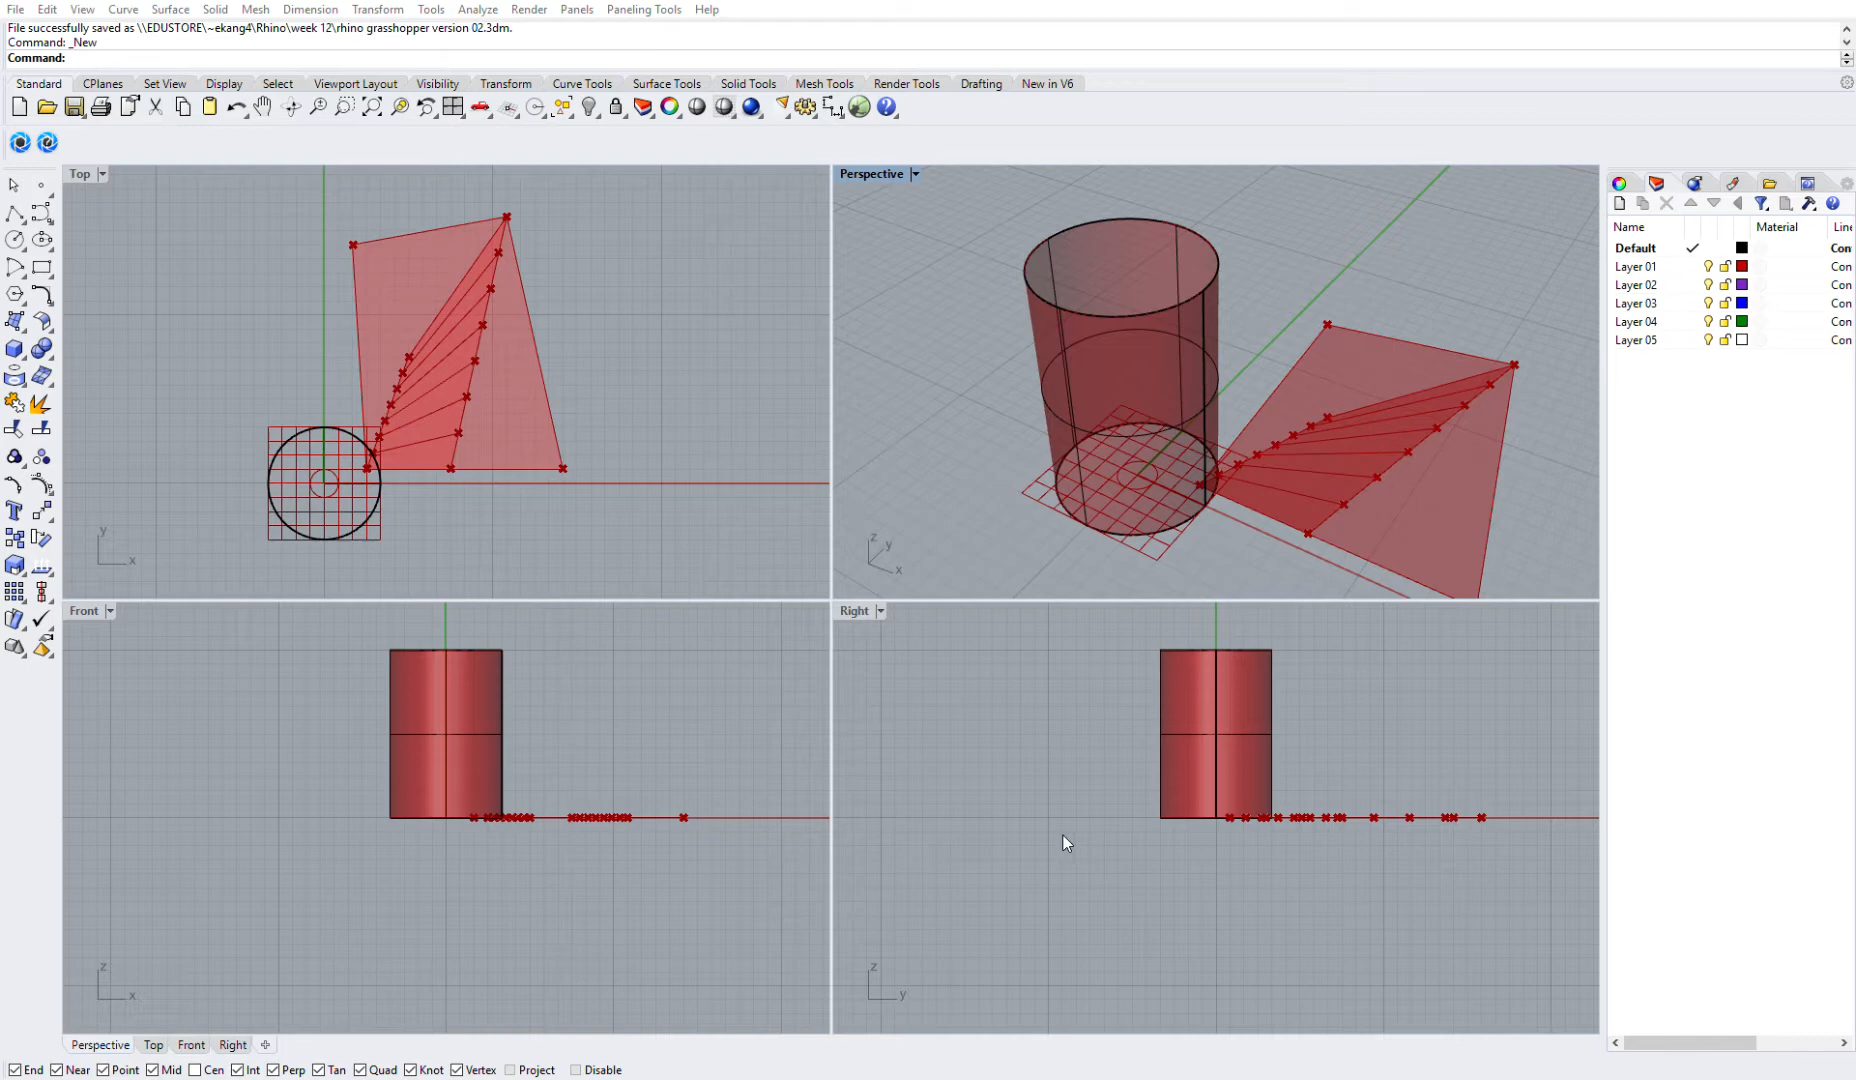 File Edit View Curve Surface Solid Mesh Dimension Transform Tools Analyze Render Panels Paneling Tools Help
File successfully saved as \\EDUSTORE\~ekang4\Rhino\week 12\rhino grasshopper version 02.3dm.
Command: _New
Command:
Standard CPlanes Set View Display Select Viewport Layout Visibility Transform Curve Tools Surface Tools Solid Tools Mesh Tools Render Tools Drafting New in V6
Top
Perspective
Name Material Line
Default Con
Layer 01 Con
Layer 02 Con
Layer 03 Con
Layer 04 Con
Layer 05 Con
y
x
z
y
x
Front
Right
z
x
z
y
Perspective Top Front Right
End Near Point Mid Cen Int Perp Tan Quad Knot Vertex Project Disable